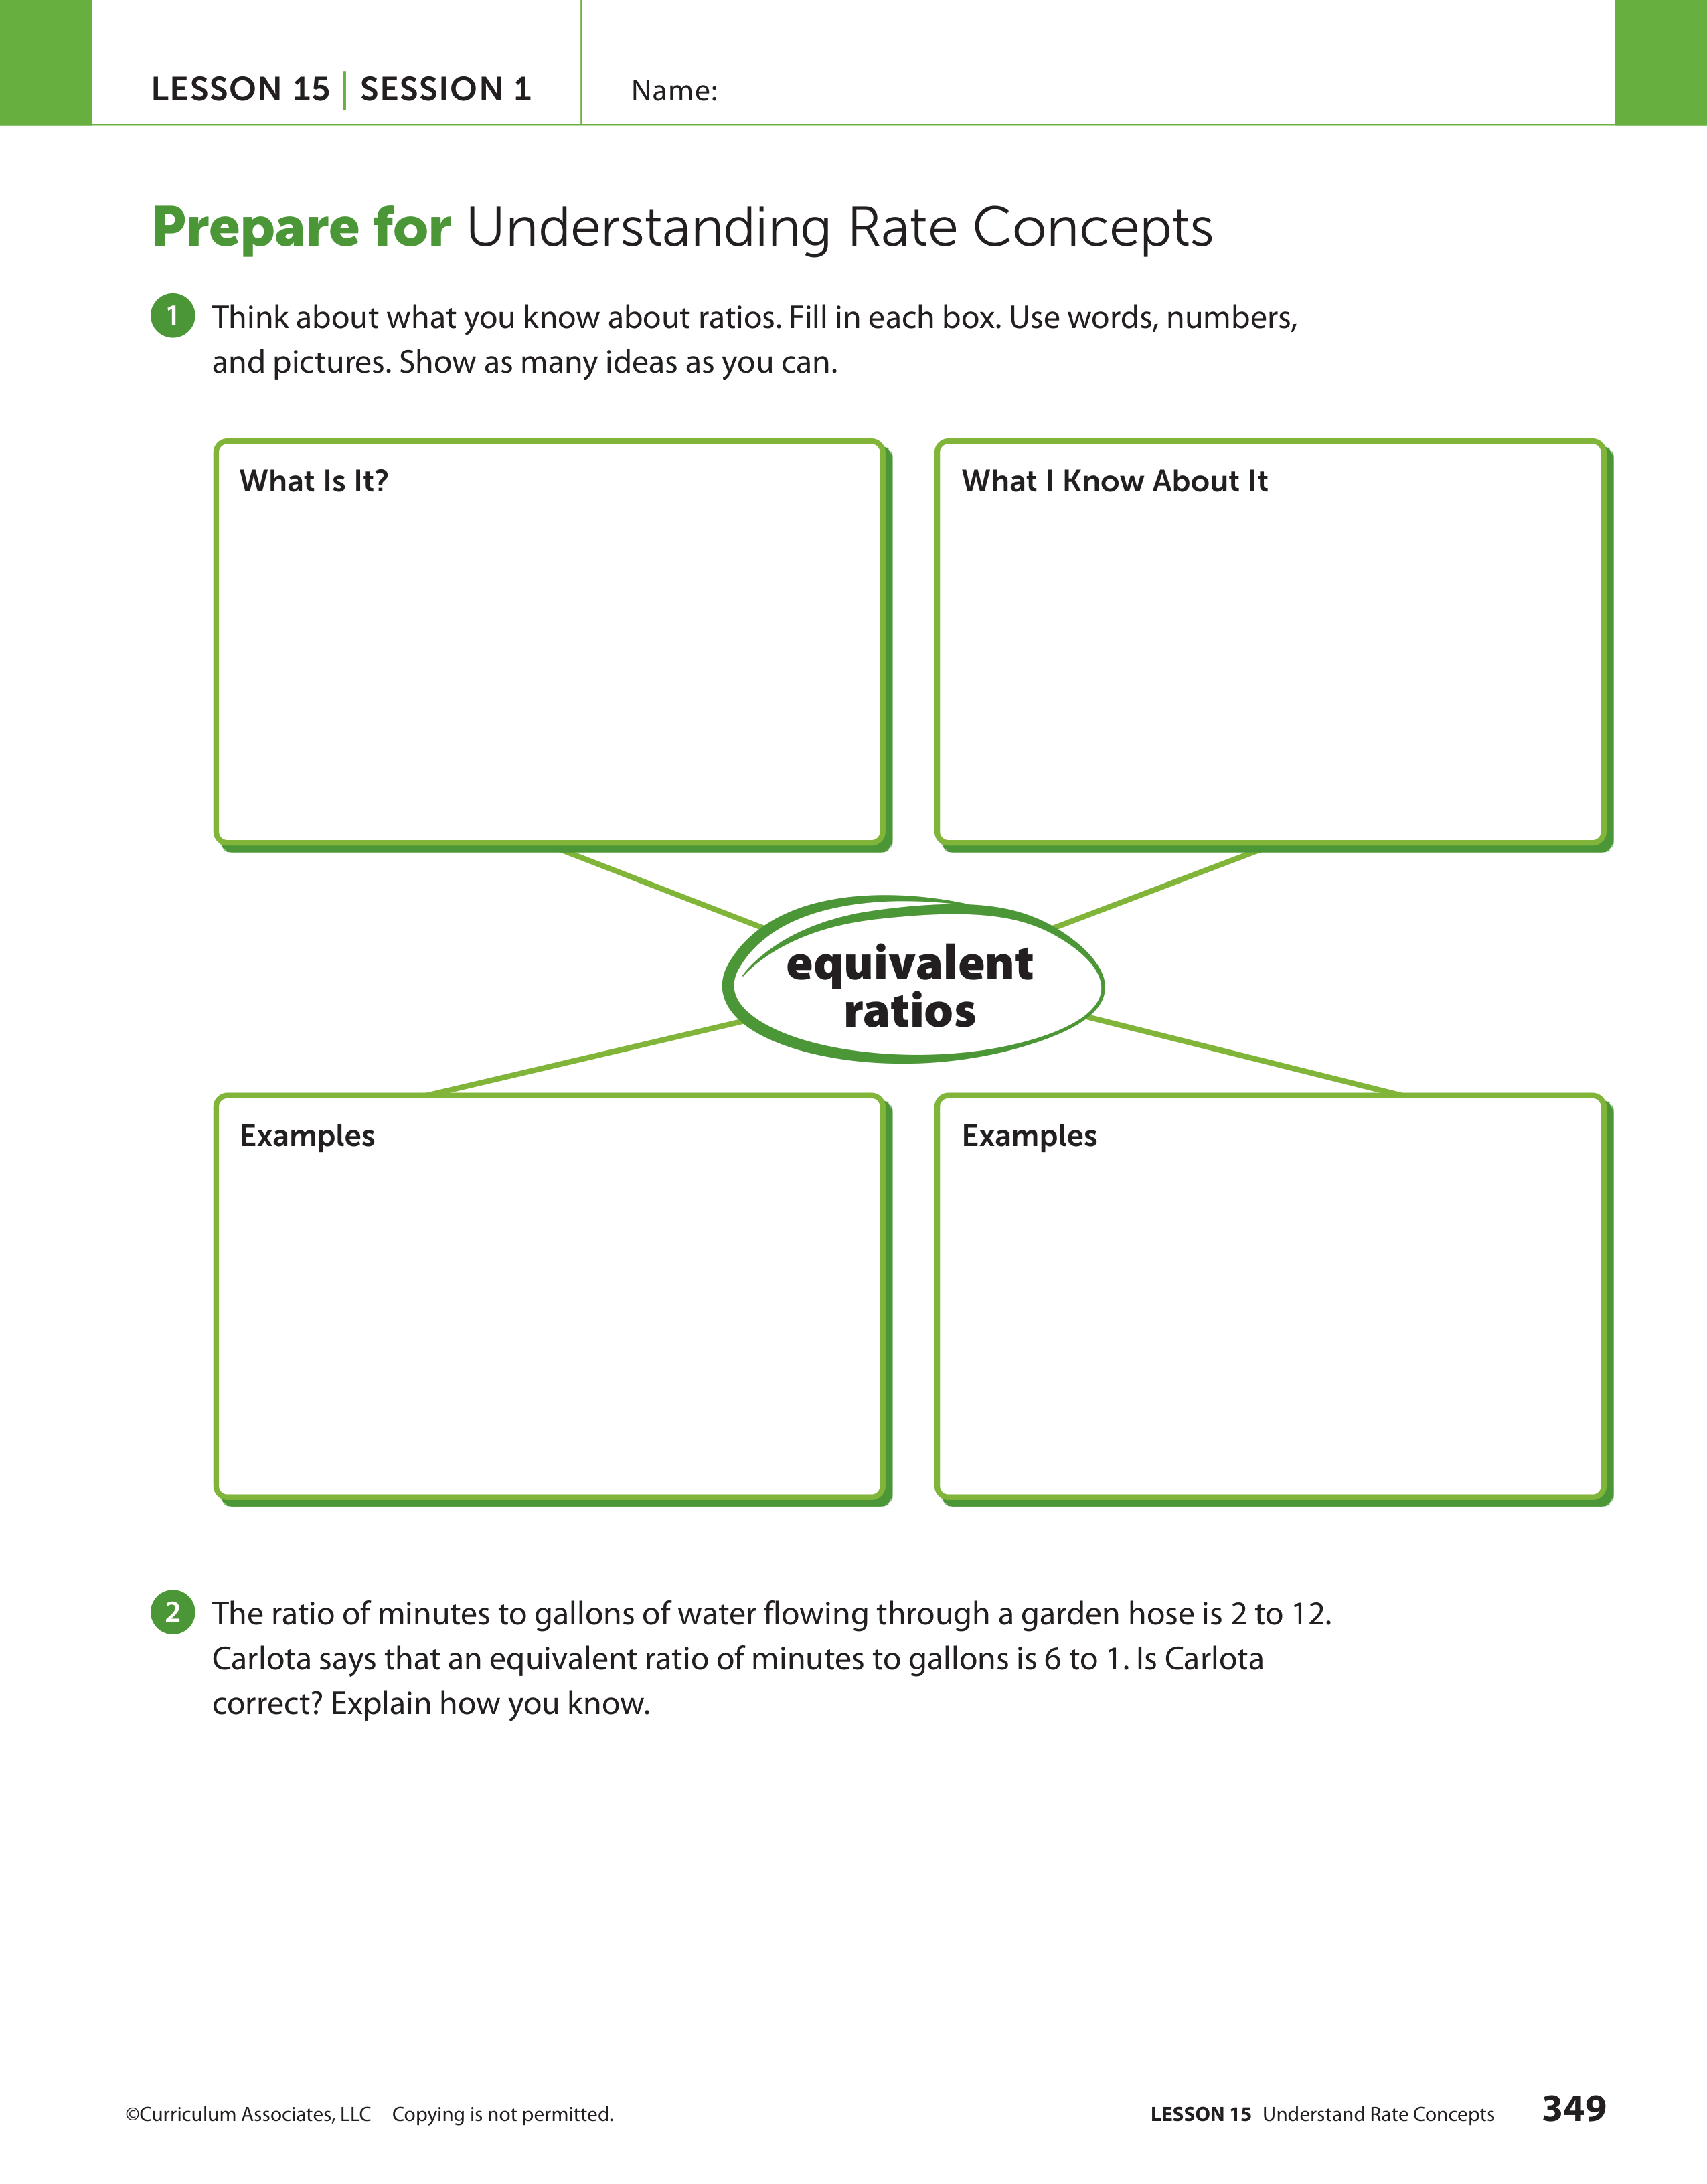 LESSON 15 | SESSION 1
Name:
Prepare for Understanding Rate Concepts
1 Think about what you know about ratios. Fill in each box. Use words, numbers,
and pictures. Show as many ideas as you can.
What Is It?
What I Know About It
equivalent
ratios
Examples
Examples
2 The ratio of minutes to gallons of water flowing through a garden hose is 2 to 12.
Carlota says that an equivalent ratio of minutes to gallons is 6 to 1. Is Carlota
correct? Explain how you know.
©Curriculum Associates, LLC Copying is not permitted.
LESSON 15 Understand Rate Concepts 349